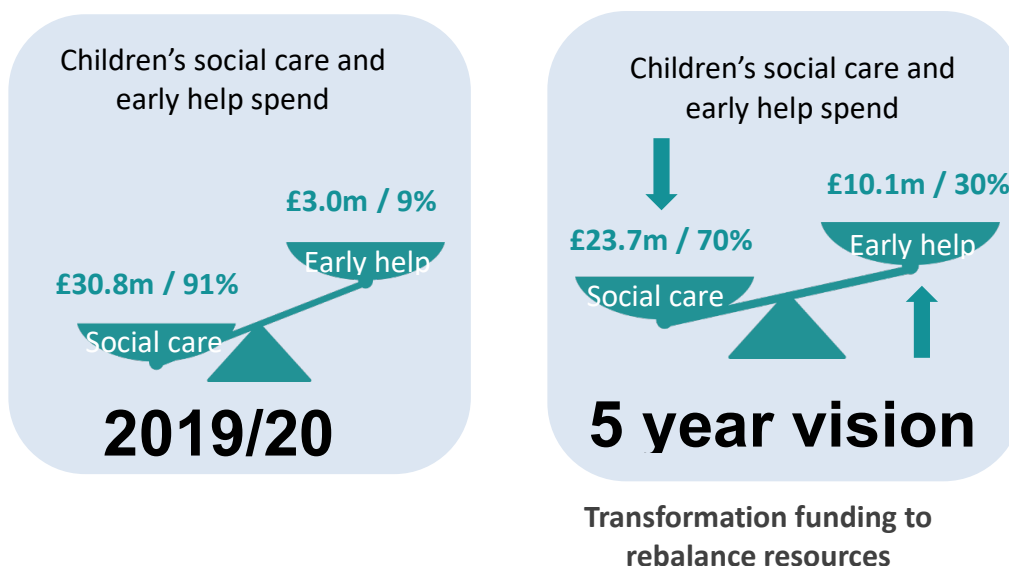 Children's social care and
early help spend
£3.0m / 9%
Early help
£30.8m / 91%
Social care
2019/20
Children's social care and
early help spend
£10.1m / 30%
Early help
£23.7m / 70%
Social care
5 year vision
Transformation funding to
rebalance resources